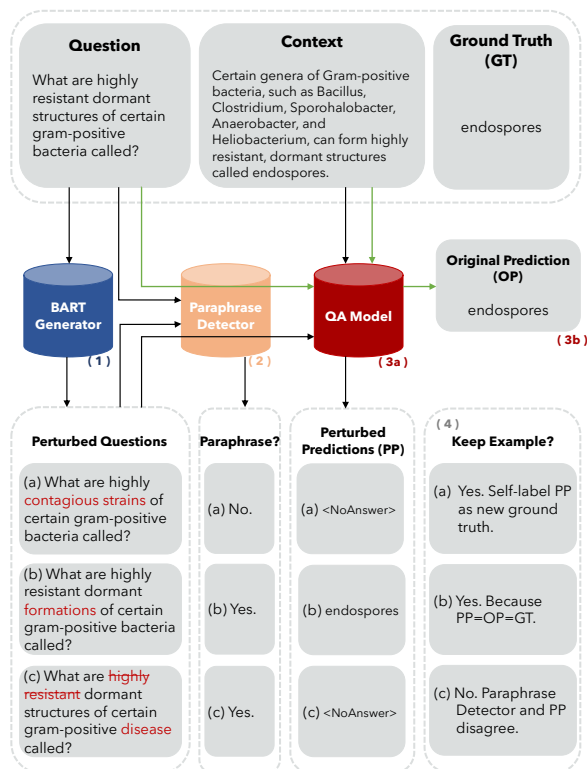 Question
What are highly
resistant dormant
structures of certain
gram-positive
bacteria called?
Context
Certain genera of Gram-positive
bacteria, such as Bacillus,
Clostridium, Sporohalobacter,
Anaerobacter, and
Heliobacterium, can form highly
resistant, dormant structures
called endospores.
Ground Truth
(GT)
endospores
BART
Generator
( 1 )
Paraphrase
Detector
( 2 )
QA Model
( 3a )
Original Prediction
(OP)
endospores
( 3b )
Perturbed Questions
(a) What are highly
contagious strains of
certain gram-positive
bacteria called?
(b) What are highly
resistant dormant
formations of certain
gram-positive bacteria
called?
(c) What are highly
resistant dormant
structures of certain
gram-positive disease
called?
Paraphrase?
(a) No.
(b) Yes.
(c) Yes.
Perturbed
Predictions (PP)
(a) <NoAnswer>
(b) endospores
(c) <NoAnswer>
( 4 )
Keep Example?
(a) Yes. Self-label PP
as new ground
truth.
(b) Yes. Because
PP=OP=GT.
(c) No. Paraphrase
Detector and PP
disagree.